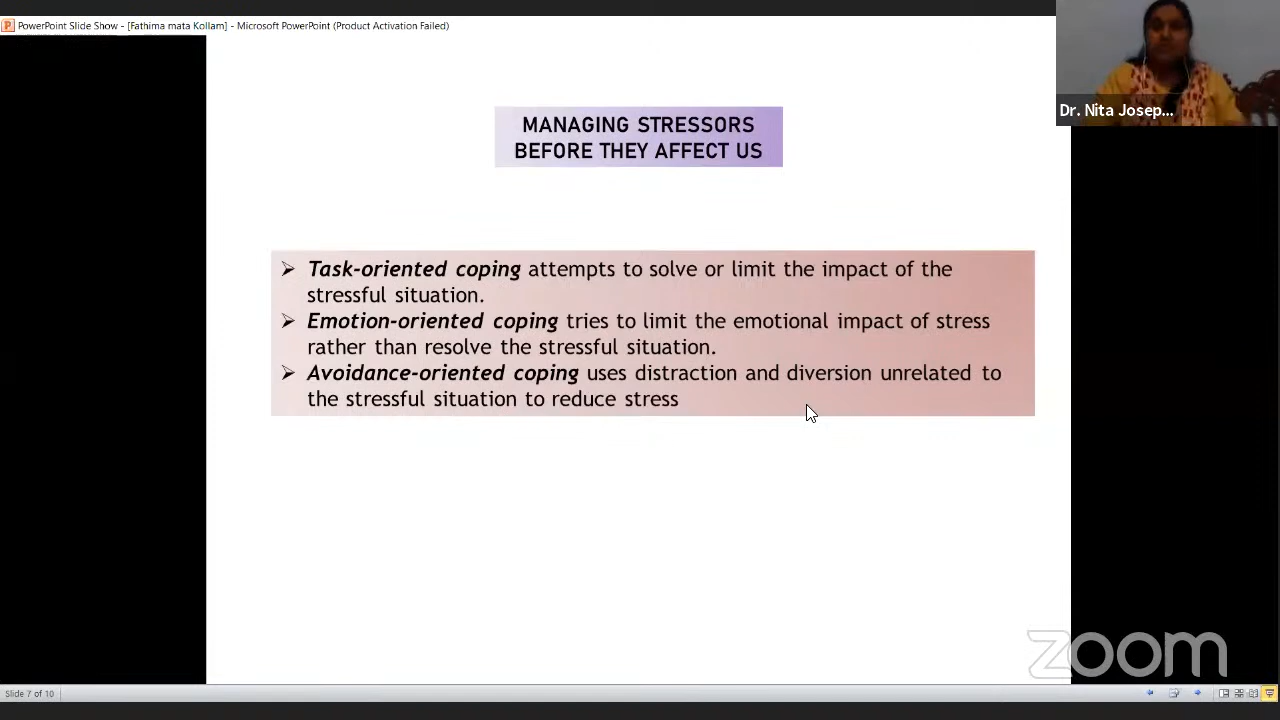 PowerPoint Slide Show - [Fathima mata Kollam] - Microsoft PowerPoint (Product Activation Failed)
Dr. Nita Josep...
MANAGING STRESSORS
BEFORE THEY AFFECT US
➢ Task-oriented coping attempts to solve or limit the impact of the
stressful situation.
➢ Emotion-oriented coping tries to limit the emotional impact of stress
rather than resolve the stressful situation.
➢ Avoidance-oriented coping uses distraction and diversion unrelated to
the stressful situation to reduce stress
zoom
Slide 7 of 10